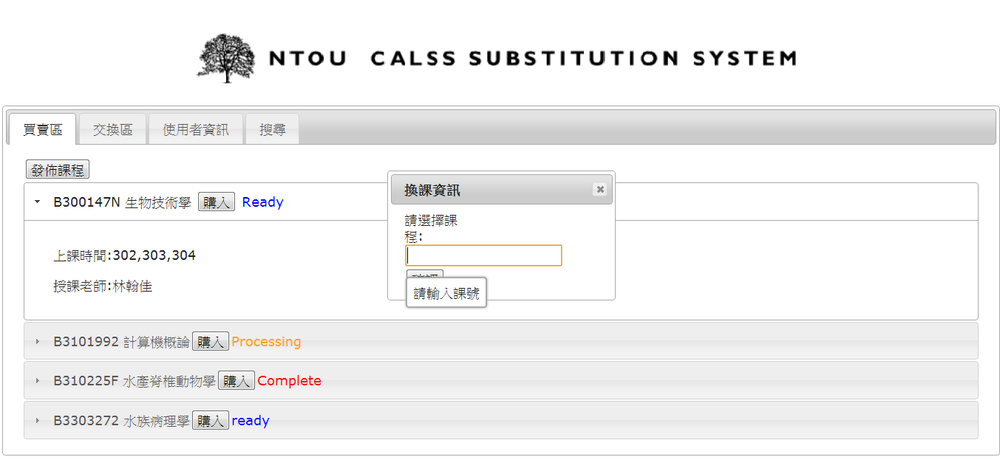 NTOU CALSS SUBSTITUTION SYSTEM
買賣區 交換區 使用者資訊 搜尋
發佈課程
B300147N 生物技術學 購入 Ready
上課時間:302,303,304
授課老師:林翰佳
換課資訊
請選擇課
程:
請輸入課號
B3101992 計算機概論 購入 Processing
B310225F 水產脊椎動物學 購入 Complete
B3303272 水族病理學 購入 ready